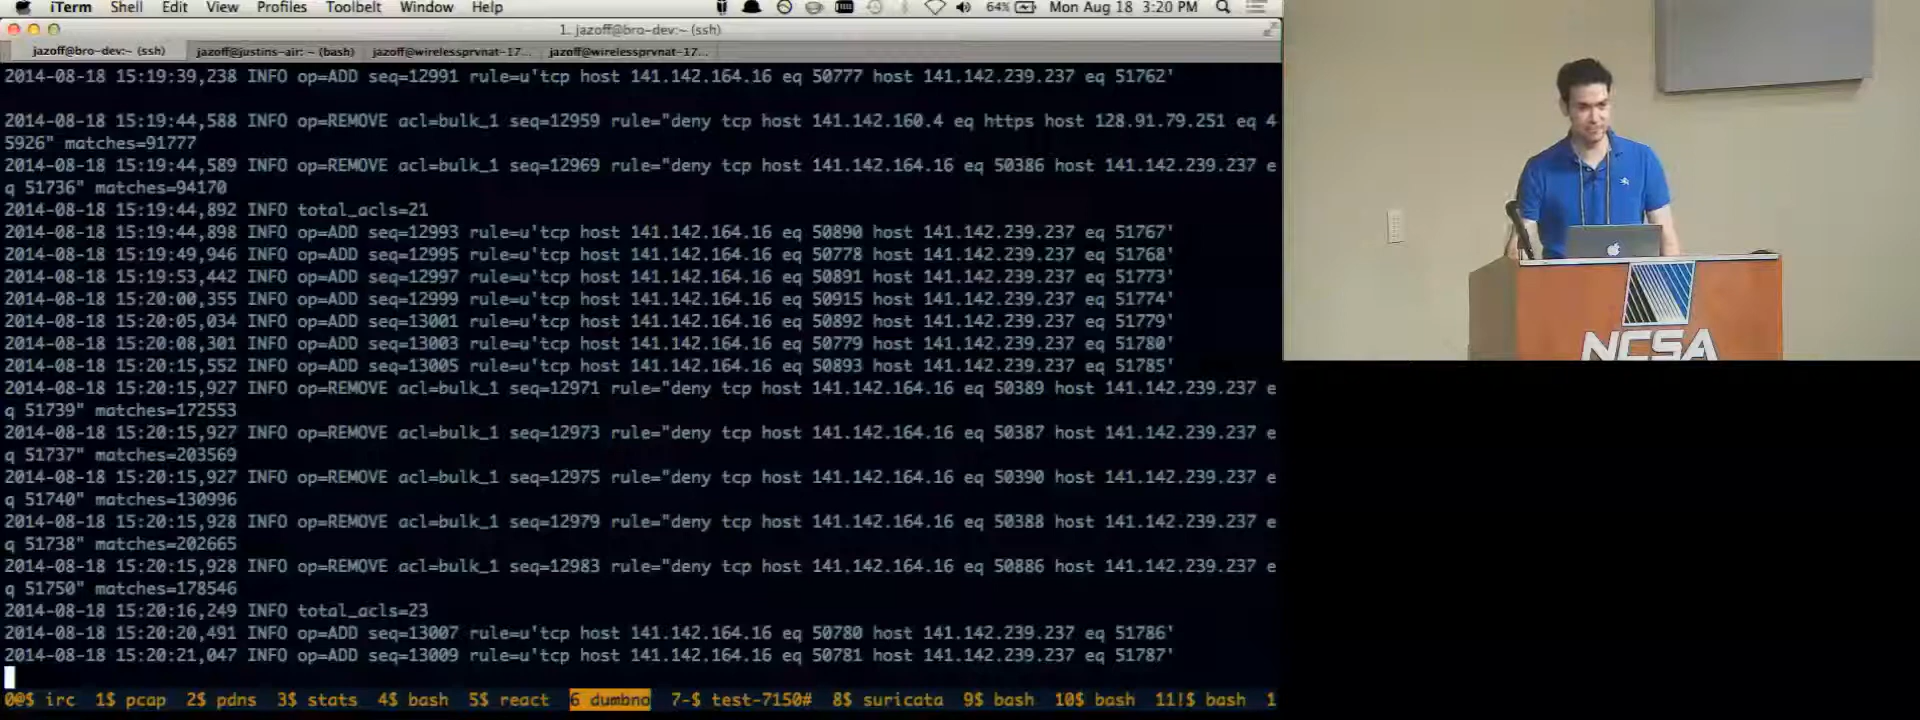 iTerm Shell Edit View Profiles Toolbelt Window Help 64% Mon Aug 18 3:20 PM
1. jazoff@bro-dev:~ (ssh)
jazoff@bro-dev:~ (ssh) jazoff@justins-air: ~ (bash) jazoff@wirelessprvnat-17... jazoff@wirelessprvnat-17...
2014-08-18 15:19:39,238 INFO op=ADD seq=12991 rule=u'tcp host 141.142.164.16 eq 50777 host 141.142.239.237 eq 51762'
2014-08-18 15:19:44,588 INFO op=REMOVE acl=bulk_1 seq=12959 rule="deny tcp host 141.142.160.4 eq https host 128.91.79.251 eq 4
5926" matches=91777
2014-08-18 15:19:44,589 INFO op=REMOVE acl=bulk_1 seq=12969 rule="deny tcp host 141.142.164.16 eq 50386 host 141.142.239.237 e
q 51736" matches=94170
2014-08-18 15:19:44,892 INFO total_acls=21
2014-08-18 15:19:44,898 INFO op=ADD seq=12993 rule=u'tcp host 141.142.164.16 eq 50890 host 141.142.239.237 eq 51767'
2014-08-18 15:19:49,946 INFO op=ADD seq=12995 rule=u'tcp host 141.142.164.16 eq 50778 host 141.142.239.237 eq 51768'
2014-08-18 15:19:53,442 INFO op=ADD seq=12997 rule=u'tcp host 141.142.164.16 eq 50891 host 141.142.239.237 eq 51773'
2014-08-18 15:20:00,355 INFO op=ADD seq=12999 rule=u'tcp host 141.142.164.16 eq 50915 host 141.142.239.237 eq 51774'
2014-08-18 15:20:05,034 INFO op=ADD seq=13001 rule=u'tcp host 141.142.164.16 eq 50892 host 141.142.239.237 eq 51779'
2014-08-18 15:20:08,301 INFO op=ADD seq=13003 rule=u'tcp host 141.142.164.16 eq 50779 host 141.142.239.237 eq 51780'
2014-08-18 15:20:15,552 INFO op=ADD seq=13005 rule=u'tcp host 141.142.164.16 eq 50893 host 141.142.239.237 eq 51785'
2014-08-18 15:20:15,927 INFO op=REMOVE acl=bulk_1 seq=12971 rule="deny tcp host 141.142.164.16 eq 50389 host 141.142.239.237 e
q 51739" matches=172553
2014-08-18 15:20:15,927 INFO op=REMOVE acl=bulk_1 seq=12973 rule="deny tcp host 141.142.164.16 eq 50387 host 141.142.239.237 e
q 51737" matches=203569
2014-08-18 15:20:15,927 INFO op=REMOVE acl=bulk_1 seq=12975 rule="deny tcp host 141.142.164.16 eq 50390 host 141.142.239.237 e
q 51740" matches=130996
2014-08-18 15:20:15,928 INFO op=REMOVE acl=bulk_1 seq=12979 rule="deny tcp host 141.142.164.16 eq 50388 host 141.142.239.237 e
q 51738" matches=202665
2014-08-18 15:20:15,928 INFO op=REMOVE acl=bulk_1 seq=12983 rule="deny tcp host 141.142.164.16 eq 50886 host 141.142.239.237 e
q 51750" matches=178546
2014-08-18 15:20:16,249 INFO total_acls=23
2014-08-18 15:20:20,491 INFO op=ADD seq=13007 rule=u'tcp host 141.142.164.16 eq 50780 host 141.142.239.237 eq 51786'
2014-08-18 15:20:21,047 INFO op=ADD seq=13009 rule=u'tcp host 141.142.164.16 eq 50781 host 141.142.239.237 eq 51787'
0@$ irc 1$ pcap 2$ pdns 3$ stats 4$ bash 5$ react 6 dumbno 7-$ test-7150# 8$ suricata 9$ bash 10$ bash 11!$ bash 1
NCSA